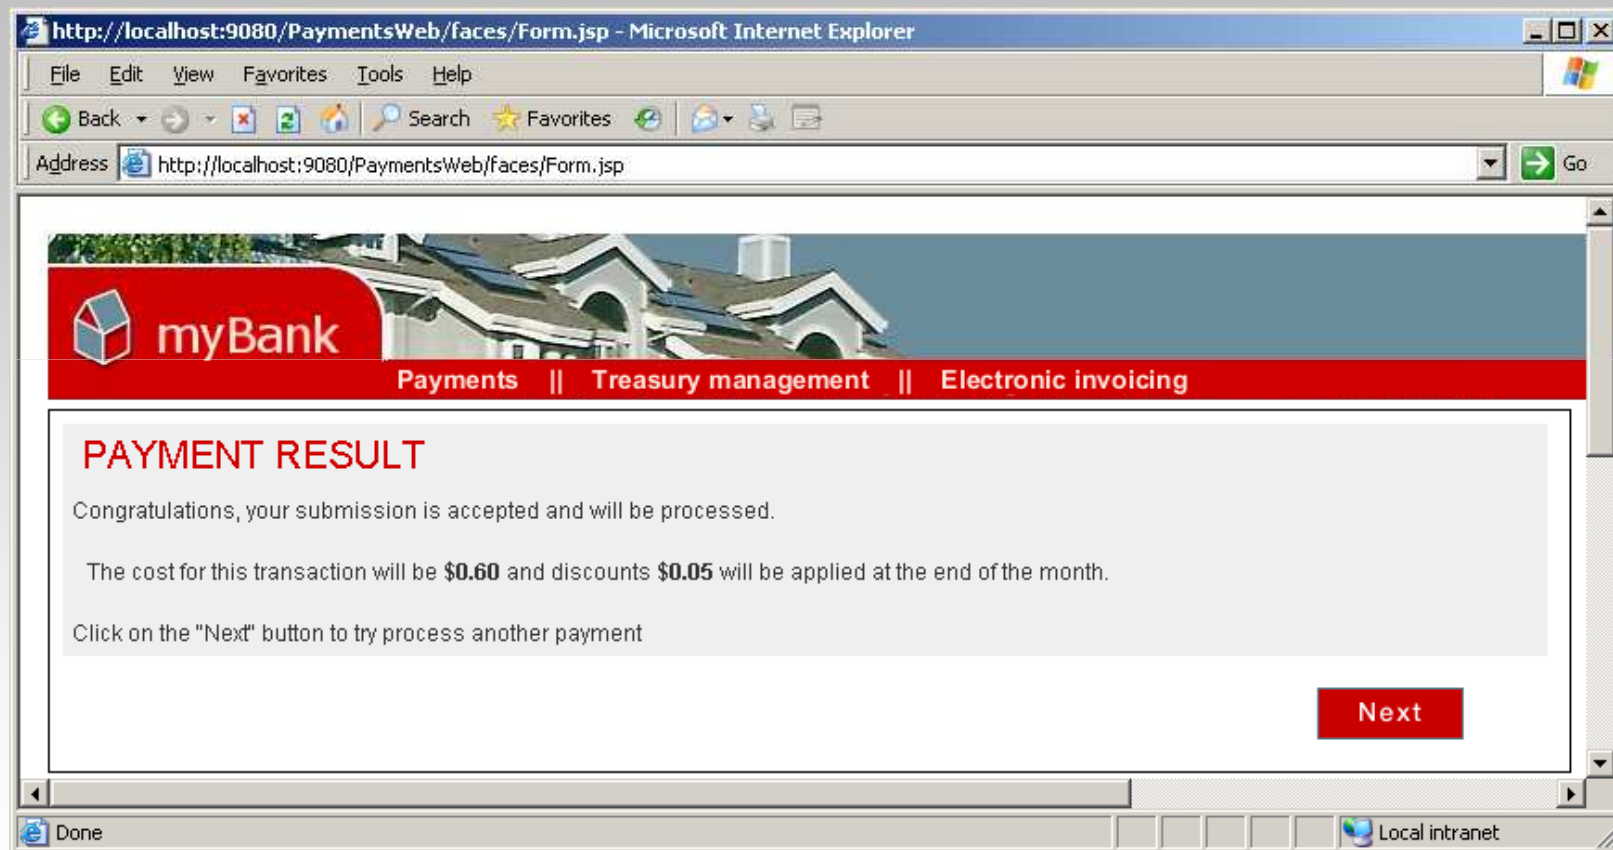 http://localhost:9080/PaymentsWeb/faces/Form.jsp - Microsoft Internet Explorer
File Edit View Favorites Tools Help
Back Search Favorites
Address http://localhost:9080/PaymentsWeb/faces/Form.jsp Go
myBank
Payments || Treasury management || Electronic invoicing
PAYMENT RESULT
Congratulations, your submission is accepted and will be processed.
The cost for this transaction will be $0.60 and discounts $0.05 will be applied at the end of the month.
Click on the "Next" button to try process another payment
Next
Done Local intranet